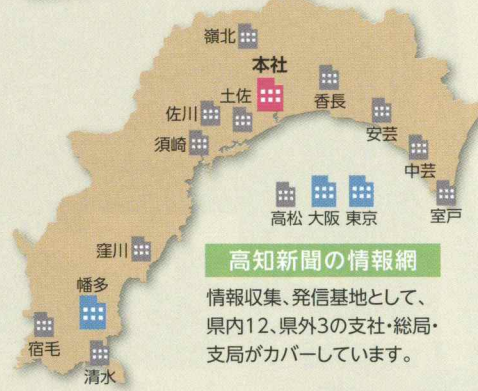 嶺北
本社
土佐
香長
佐川
安芸
須崎
中芸
高松 大阪 東京
室戸
窪川
高知新聞の情報網
幡多
情報収集、発信基地として、
県内12、県外3の支社・総局・
支局がカバーしています。
宿毛
清水